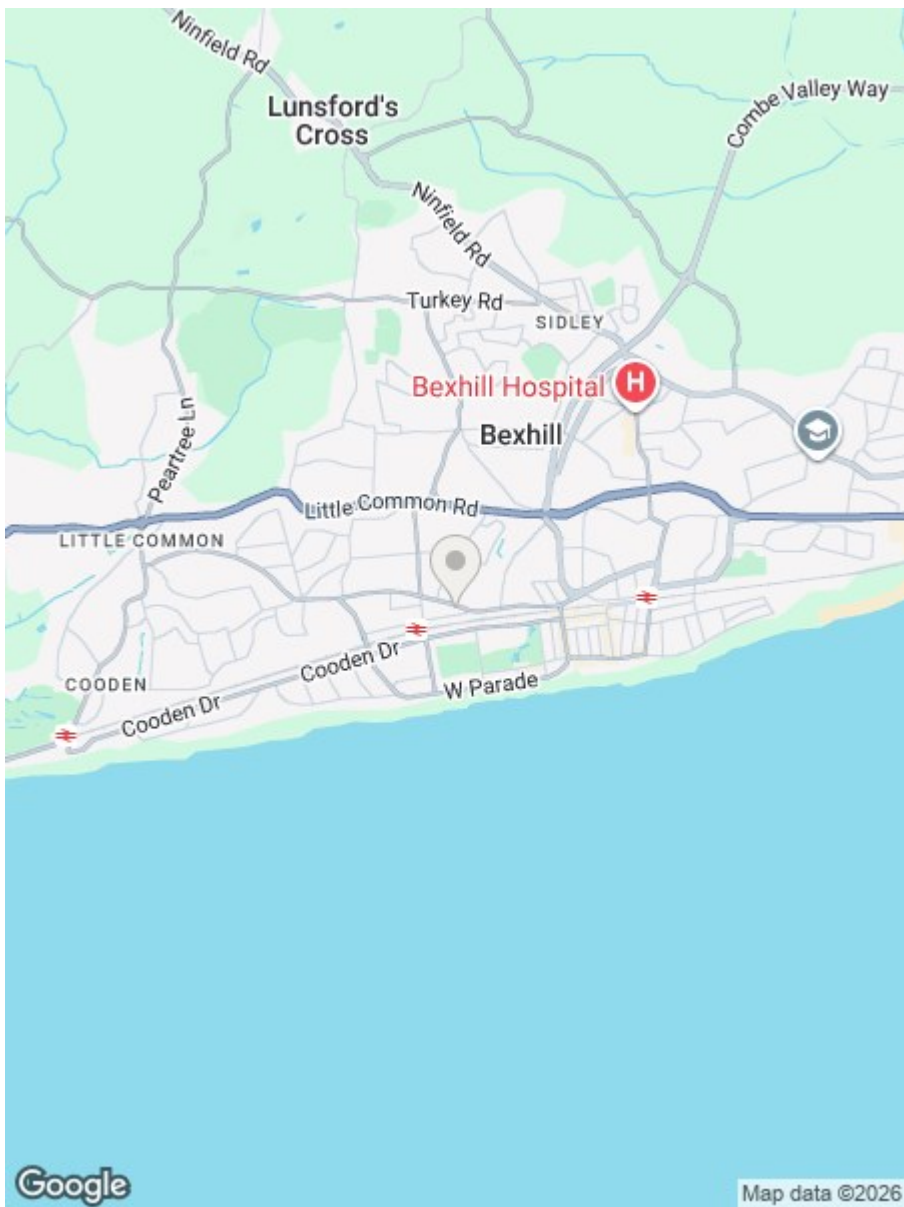 Ninfield Rd
Lunsford's
Cross
Combe Valley Way
Ninfield Rd
Turkey Rd
SIDLEY
Bexhill Hospital
H
Bexhill
Peartree Ln
Little Common Rd
LITTLE COMMON
Cooden Dr
W Parade
COODEN
Cooden Dr
Google
Map data ©2026